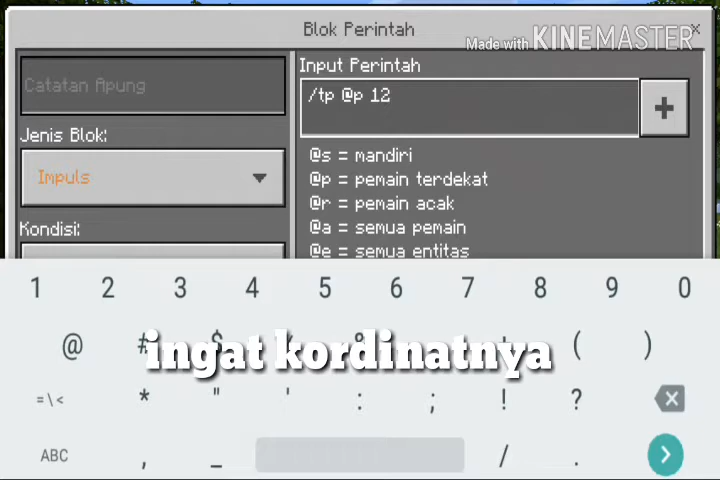 Blok Perintah
×
Made with KINEMASTER
Catatan Apung
Input Perintah
/tp @p 12
+
Jenis Blok:
Impuls
Kondisi:
@s = mandiri
@p = pemain terdekat
@r = pemain acak
@a = semua pemain
@e = semua entitas
1 2 3 4 5 6 7 8 9 0
@ # $ ( )
ingat kordinatnya
=\< * " ' : ; ! ?
ABC , _ / .